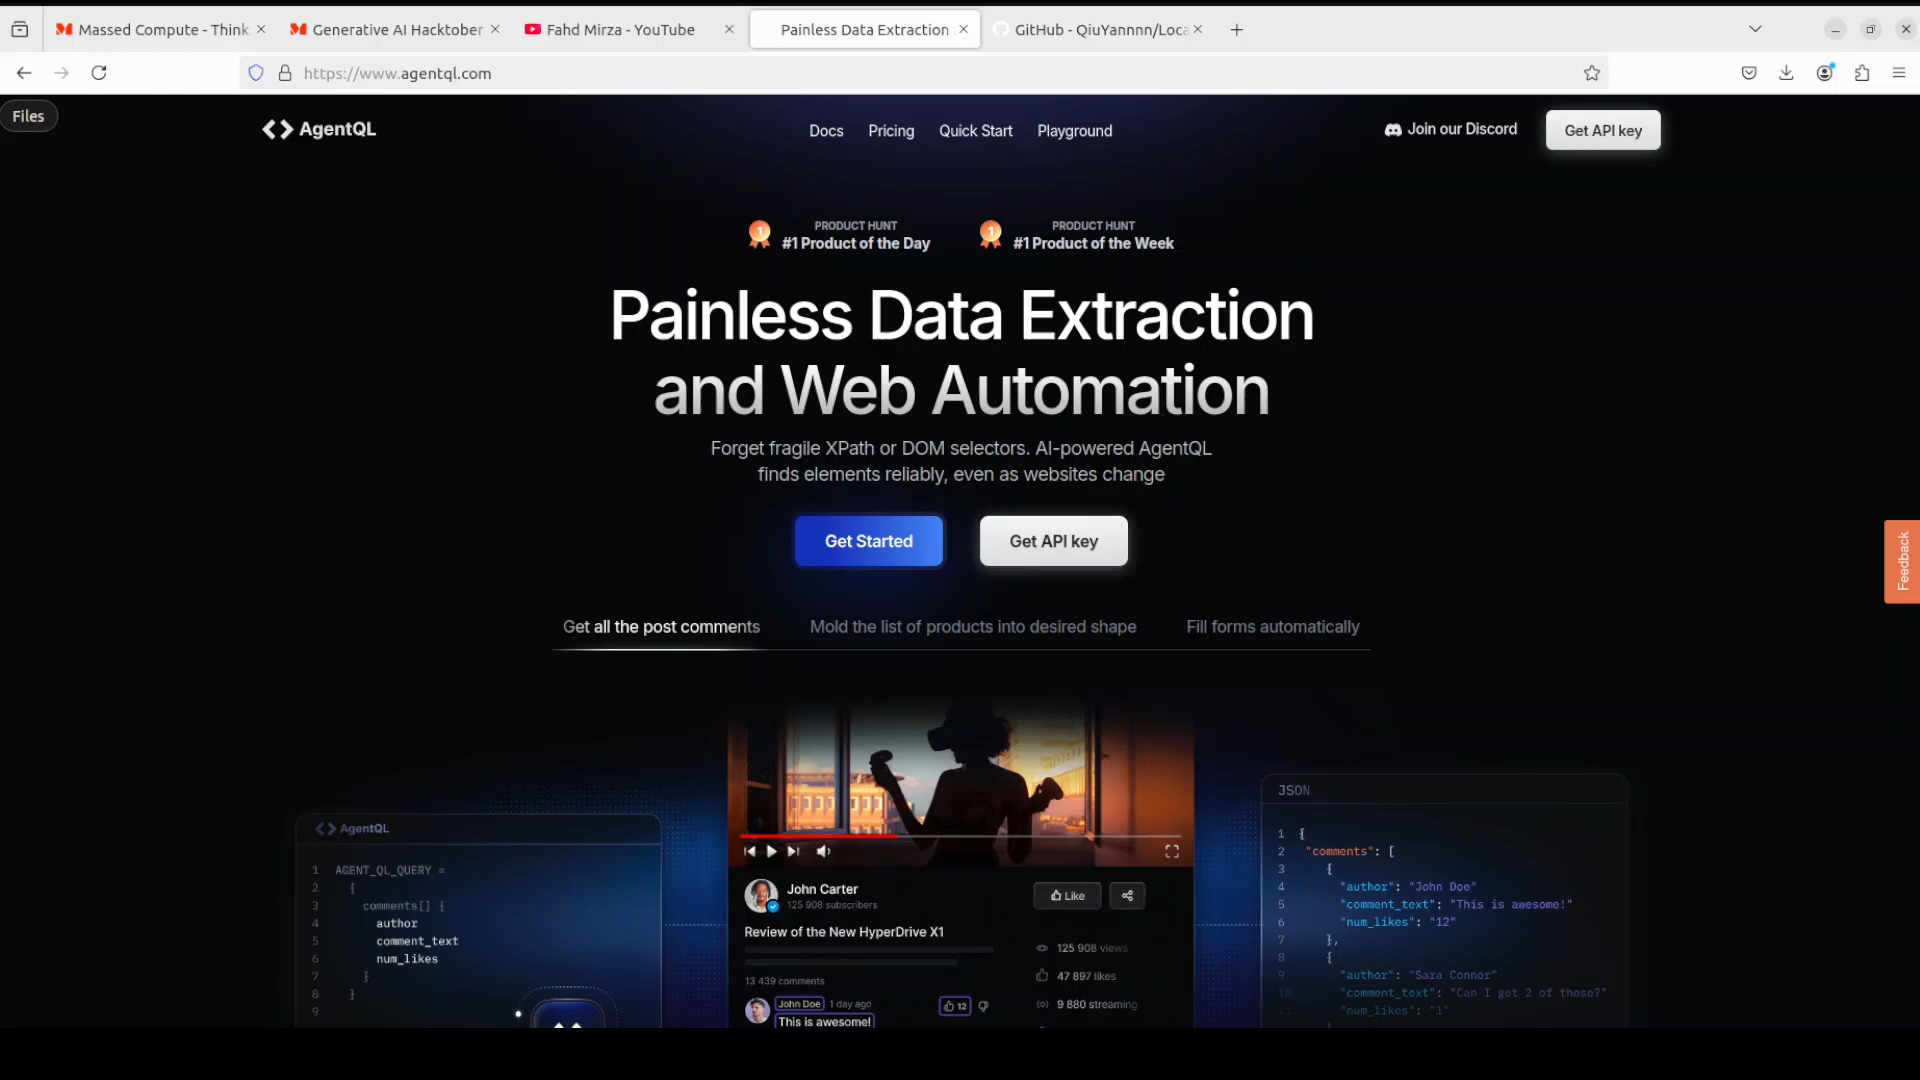 Massed Compute - Think
Generative AI Hacktober
Fahd Mirza - YouTube
Painless Data Extraction
GitHub - QiuYannnn/Loca
https://www.agentql.com
Files
AgentQL
Docs
Pricing
Quick Start
Playground
Join our Discord
Get API key
PRODUCT HUNT
#1 Product of the Day
PRODUCT HUNT
#1 Product of the Week
Painless Data Extraction
and Web Automation
Forget fragile XPath or DOM selectors. AI-powered AgentQL
finds elements reliably, even as websites change
Get Started
Get API key
Feedback
Get all the post comments
Mold the list of products into desired shape
Fill forms automatically
AgentQL
1 AGENT_QL_QUERY =
2 {
3 comments[] {
4 author
5 comment_text
6 num_likes
7 }
8 }
9
John Carter
125 908 subscribers
Like
Review of the New HyperDrive X1
125 908 views
47 897 likes
9 880 streaming
13 439 comments
John Doe 1 day ago
12
This is awesome!
JSON
1 {
2 "comments": [
3 {
4 "author": "John Doe"
5 "comment_text": "This is awesome!"
6 "num_likes": "12"
7 },
8 {
9 "author": "Sara Connor"
10 "comment_text": "Can I get 2 of those?"
11 "num_likes": "1"